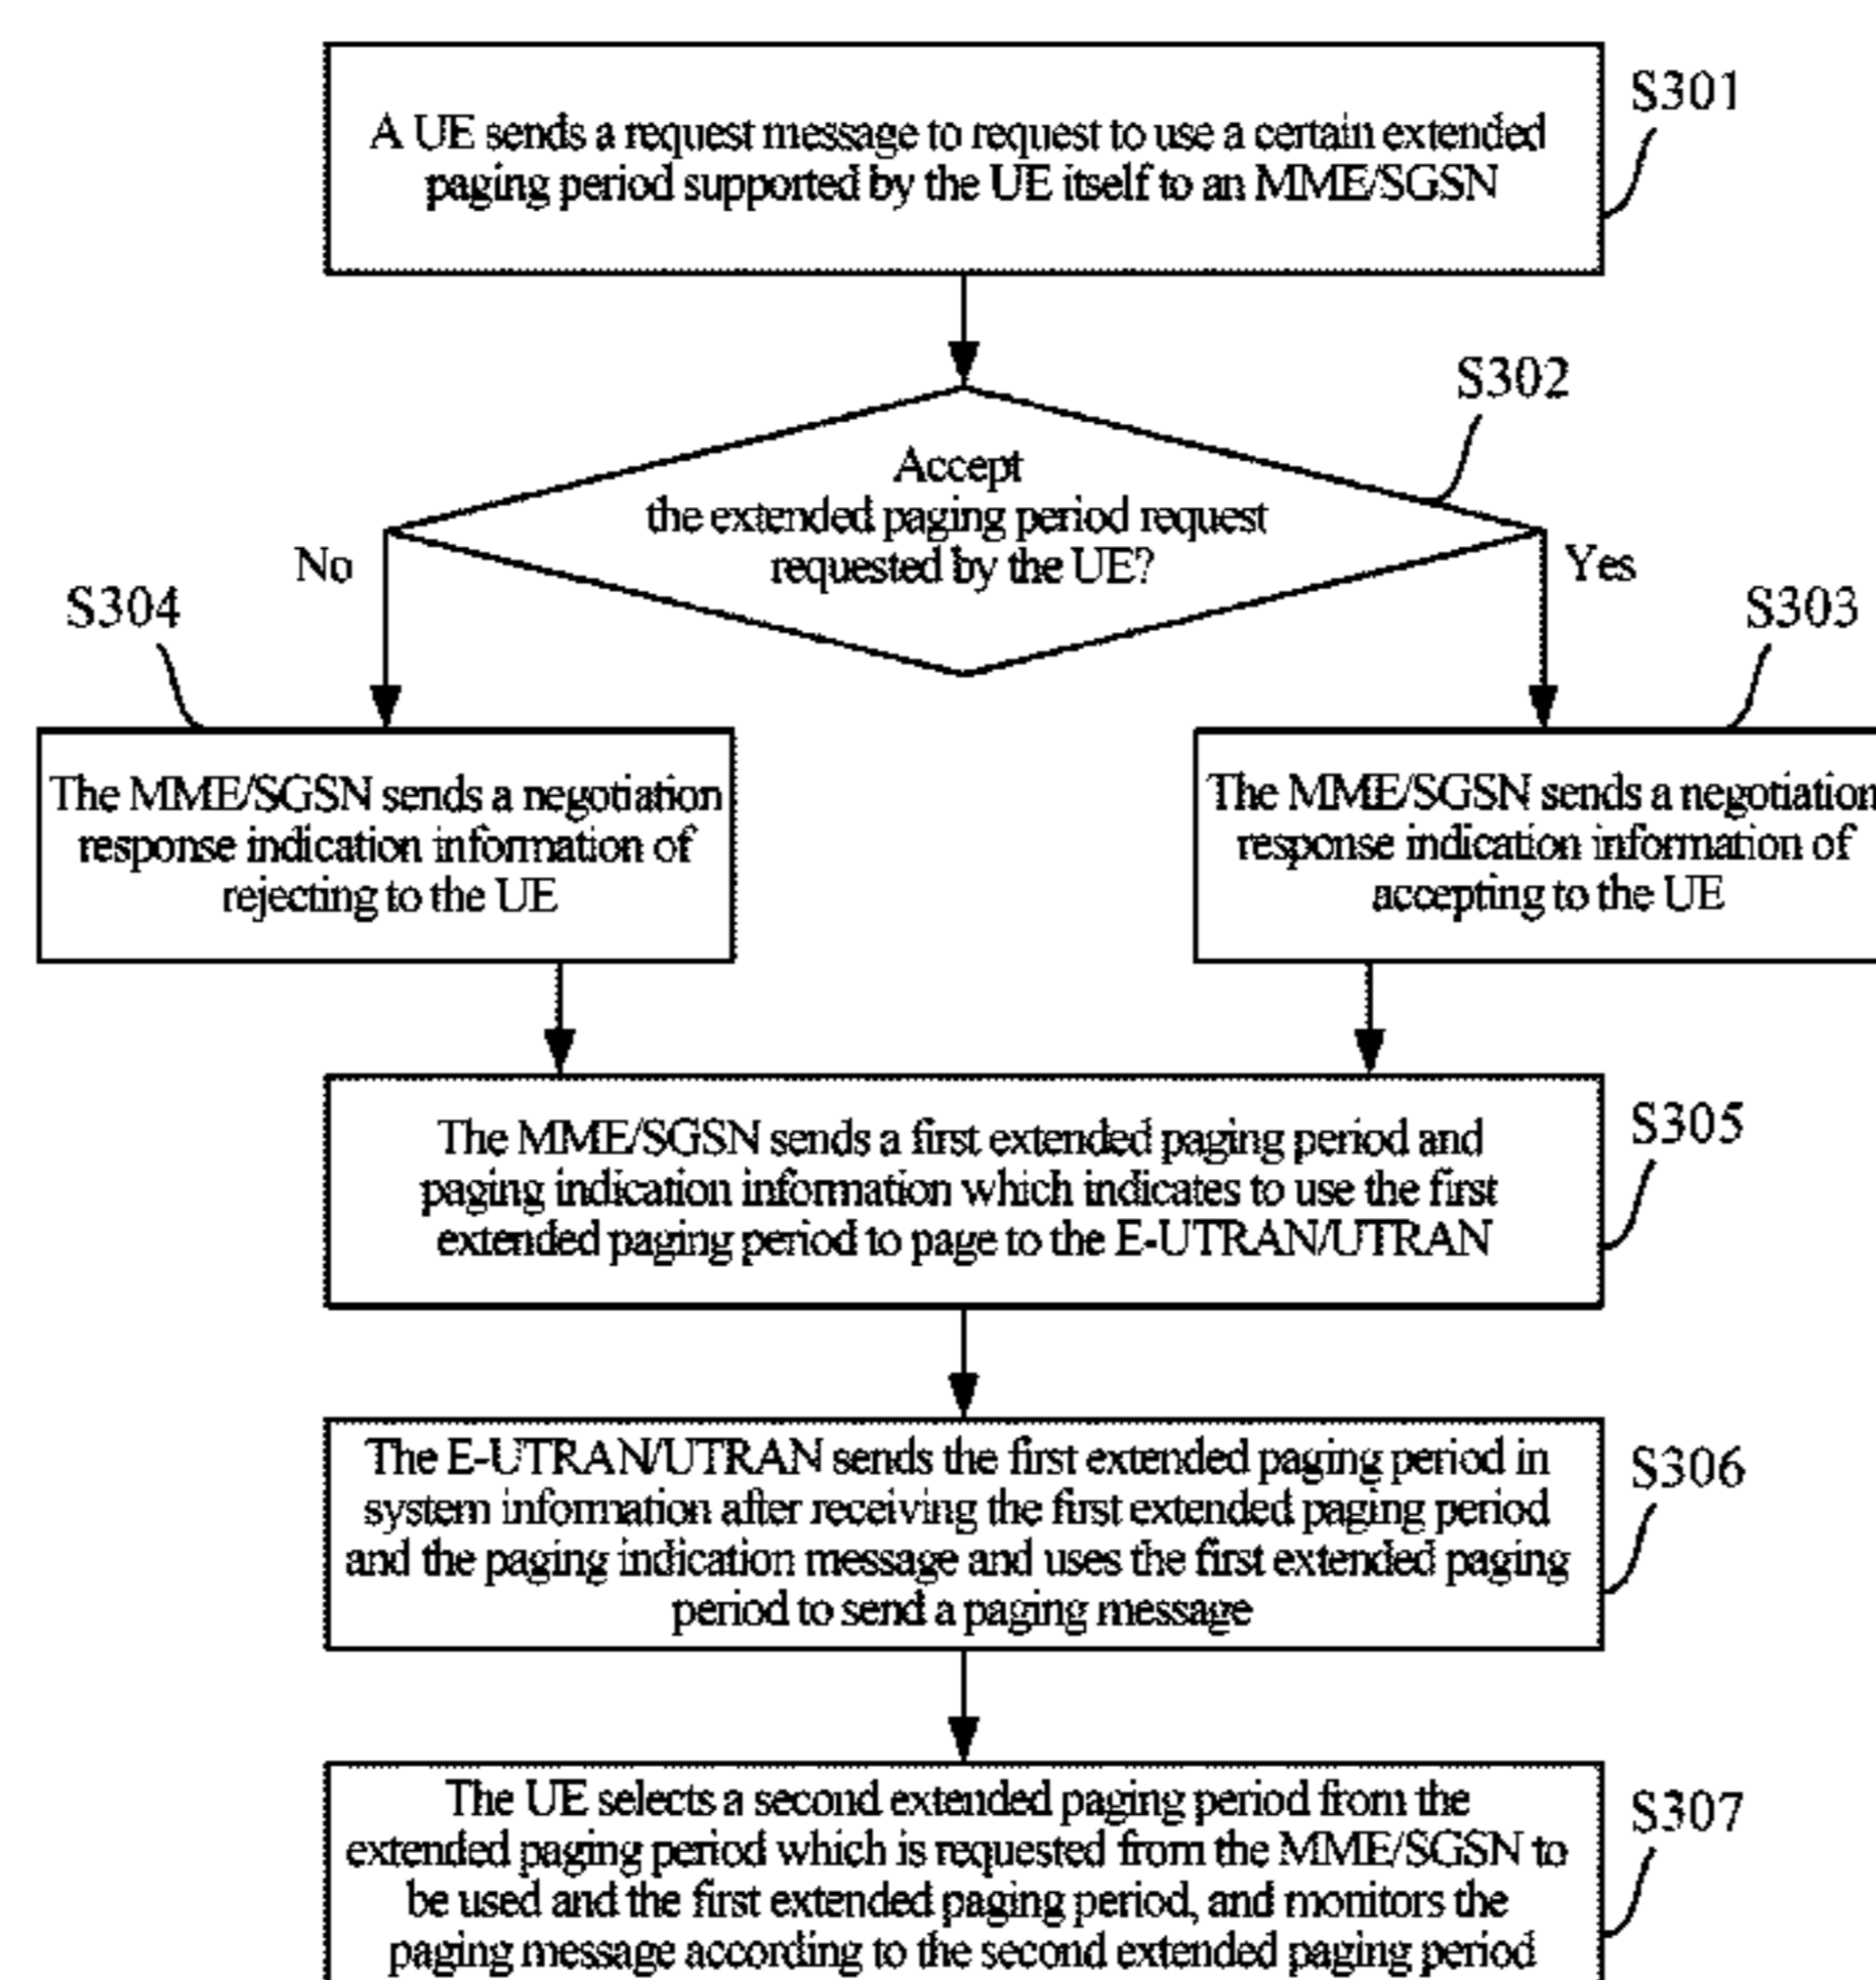 S301
A UE sends a request message to request to use a certain extended
paging period supported by the UE itself to an MME/SGSN
S302
Accept
the extended paging period request
requested by the UE?
No
Yes
S304
S303
The MME/SGSN sends a negotiation
response indication information of
rejecting to the UE
The MME/SGSN sends a negotiation
response indication information of
accepting to the UE
The MME/SGSN sends a first extended paging period and
paging indication information which indicates to use the first
extended paging period to page to the E-UTRAN/UTRAN
S305
The E-UTRAN/UTRAN sends the first extended paging period in
system information after receiving the first extended paging period
and the paging indication message and uses the first extended paging
period to send a paging message
S306
The UE selects a second extended paging period from the
extended paging period which is requested from the MME/SGSN to
be used and the first extended paging period, and monitors the
paging message according to the second extended paging period
S307